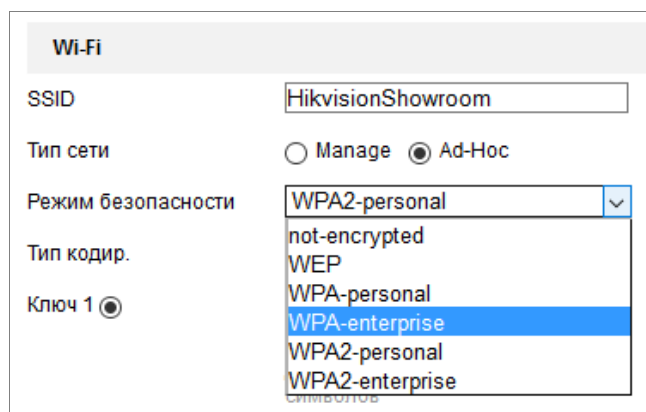 Wi-Fi
SSID HikvisionShowroom
Тип сети Manage Ad-Hoc
Режим безопасности WPA2-personal
not-encrypted
Тип кодир. WEP
WPA-personal
Ключ 1 WPA-enterprise
WPA2-personal
WPA2-enterprise
символов